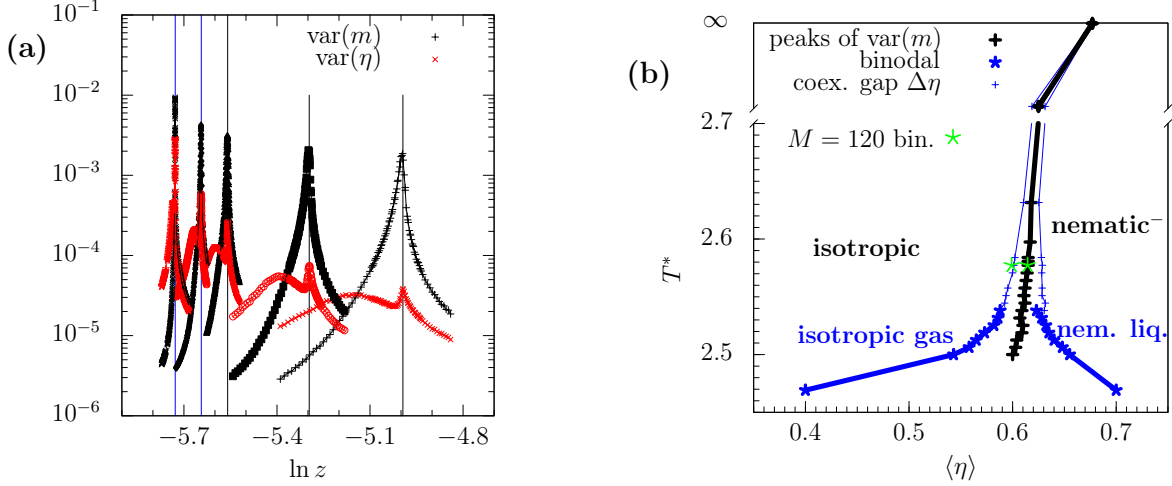 (a)
var(m)
var(η)
10⁻¹
10⁻²
10⁻³
10⁻⁴
10⁻⁵
10⁻⁶
−5.7 −5.4 −5.1 −4.8
ln z
(b)
peaks of var(m)
binodal
coex. gap Δη
M = 120 bin.
∞
2.7
2.6
2.5
T*
isotropic
nematic⁻
isotropic gas
nem. liq.
0.4 0.5 0.6 0.7
⟨η⟩